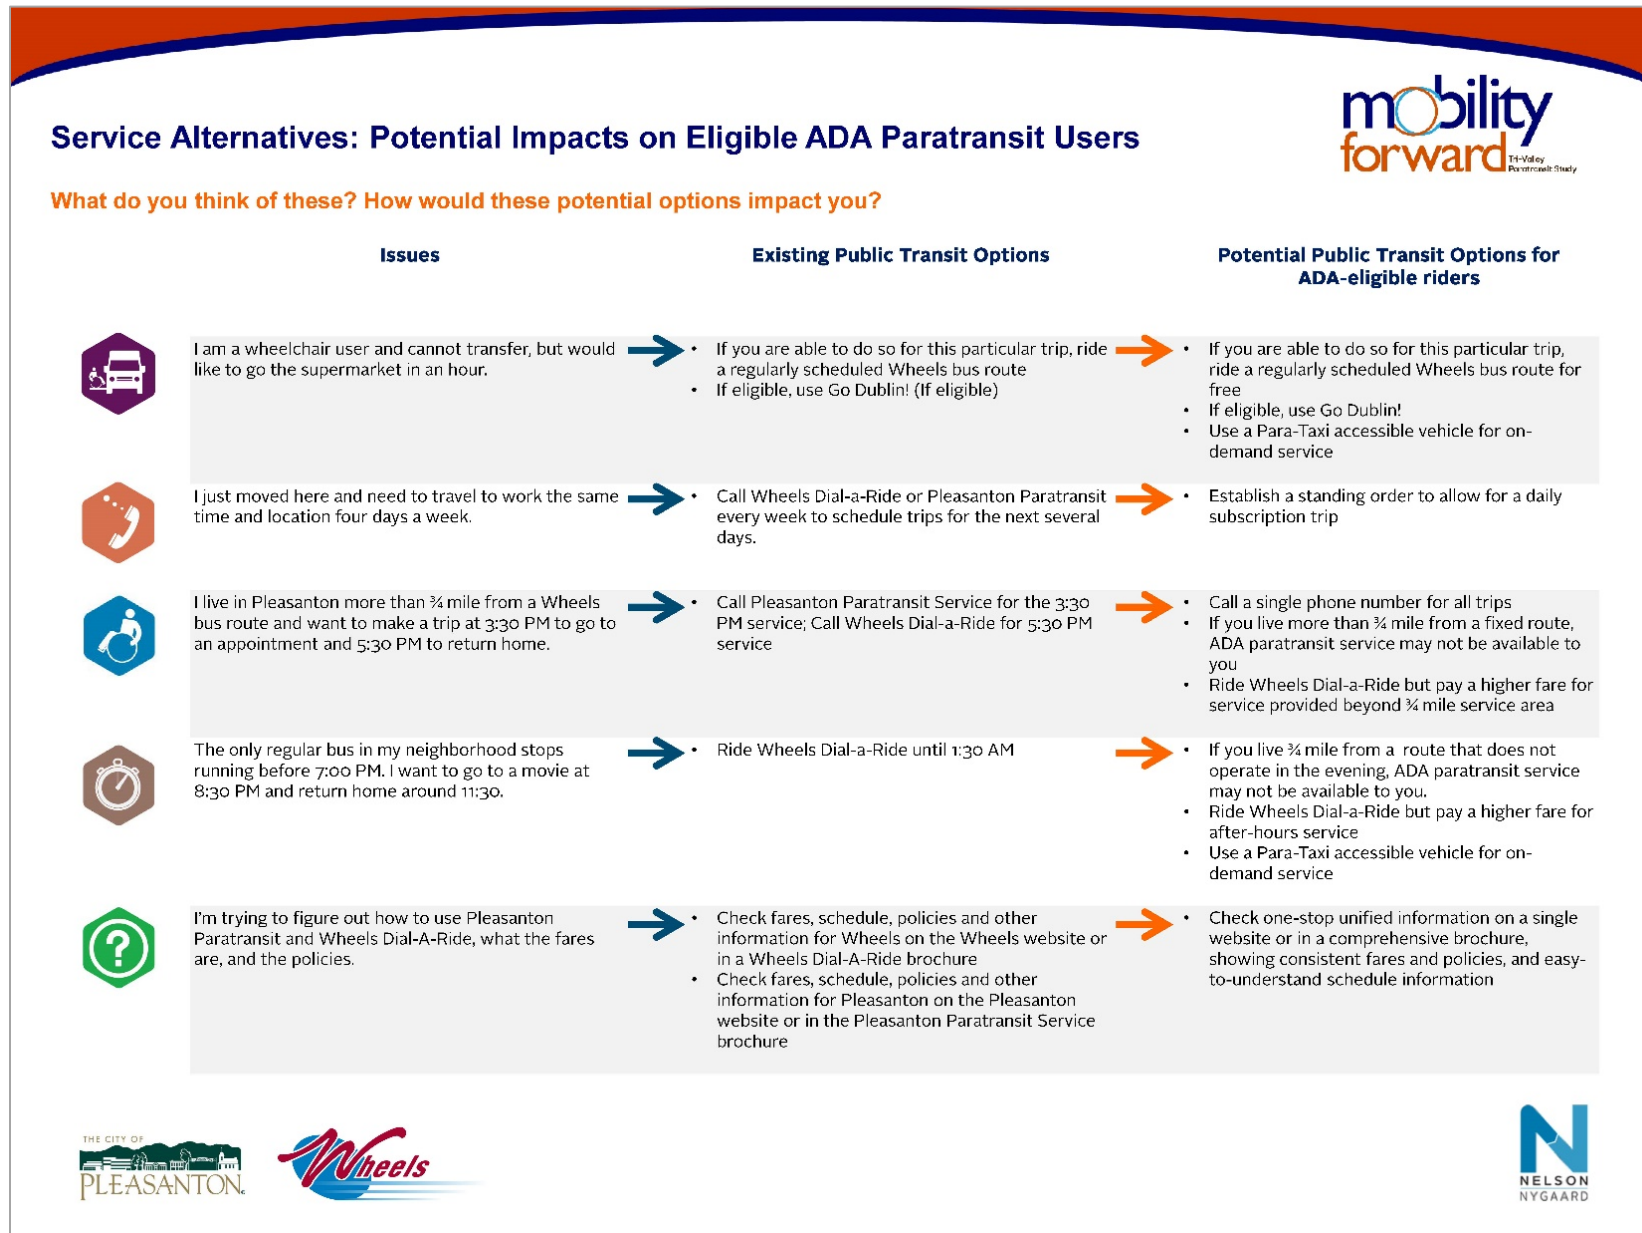 mobility
forward
Tri-Valley
Paratransit Study
Service Alternatives: Potential Impacts on Eligible ADA Paratransit Users
What do you think of these? How would these potential options impact you?
Issues
Existing Public Transit Options
Potential Public Transit Options for
ADA-eligible riders
I am a wheelchair user and cannot transfer, but would
like to go the supermarket in an hour.
• If you are able to do so for this particular trip, ride
a regularly scheduled Wheels bus route
• If eligible, use Go Dublin! (If eligible)
• If you are able to do so for this particular trip,
ride a regularly scheduled Wheels bus route for
free
• If eligible, use Go Dublin!
• Use a Para-Taxi accessible vehicle for on-
demand service
I just moved here and need to travel to work the same
time and location four days a week.
• Call Wheels Dial-a-Ride or Pleasanton Paratransit
every week to schedule trips for the next several
days.
• Establish a standing order to allow for a daily
subscription trip
I live in Pleasanton more than ¾ mile from a Wheels
bus route and want to make a trip at 3:30 PM to go to
an appointment and 5:30 PM to return home.
• Call Pleasanton Paratransit Service for the 3:30
PM service; Call Wheels Dial-a-Ride for 5:30 PM
service
• Call a single phone number for all trips
• If you live more than ¾ mile from a fixed route,
ADA paratransit service may not be available to
you
• Ride Wheels Dial-a-Ride but pay a higher fare for
service provided beyond ¾ mile service area
The only regular bus in my neighborhood stops
running before 7:00 PM. I want to go to a movie at
8:30 PM and return home around 11:30.
• Ride Wheels Dial-a-Ride until 1:30 AM
• If you live ¾ mile from a route that does not
operate in the evening, ADA paratransit service
may not be available to you.
• Ride Wheels Dial-a-Ride but pay a higher fare for
after-hours service
• Use a Para-Taxi accessible vehicle for on-
demand service
?
I'm trying to figure out how to use Pleasanton
Paratransit and Wheels Dial-A-Ride, what the fares
are, and the policies.
• Check fares, schedule, policies and other
information for Wheels on the Wheels website or
in a Wheels Dial-A-Ride brochure
• Check fares, schedule, policies and other
information for Pleasanton on the Pleasanton
website or in the Pleasanton Paratransit Service
brochure
• Check one-stop unified information on a single
website or in a comprehensive brochure,
showing consistent fares and policies, and easy-
to-understand schedule information
THE CITY OF
PLEASANTON
Wheels
N
NELSON
NYGAARD